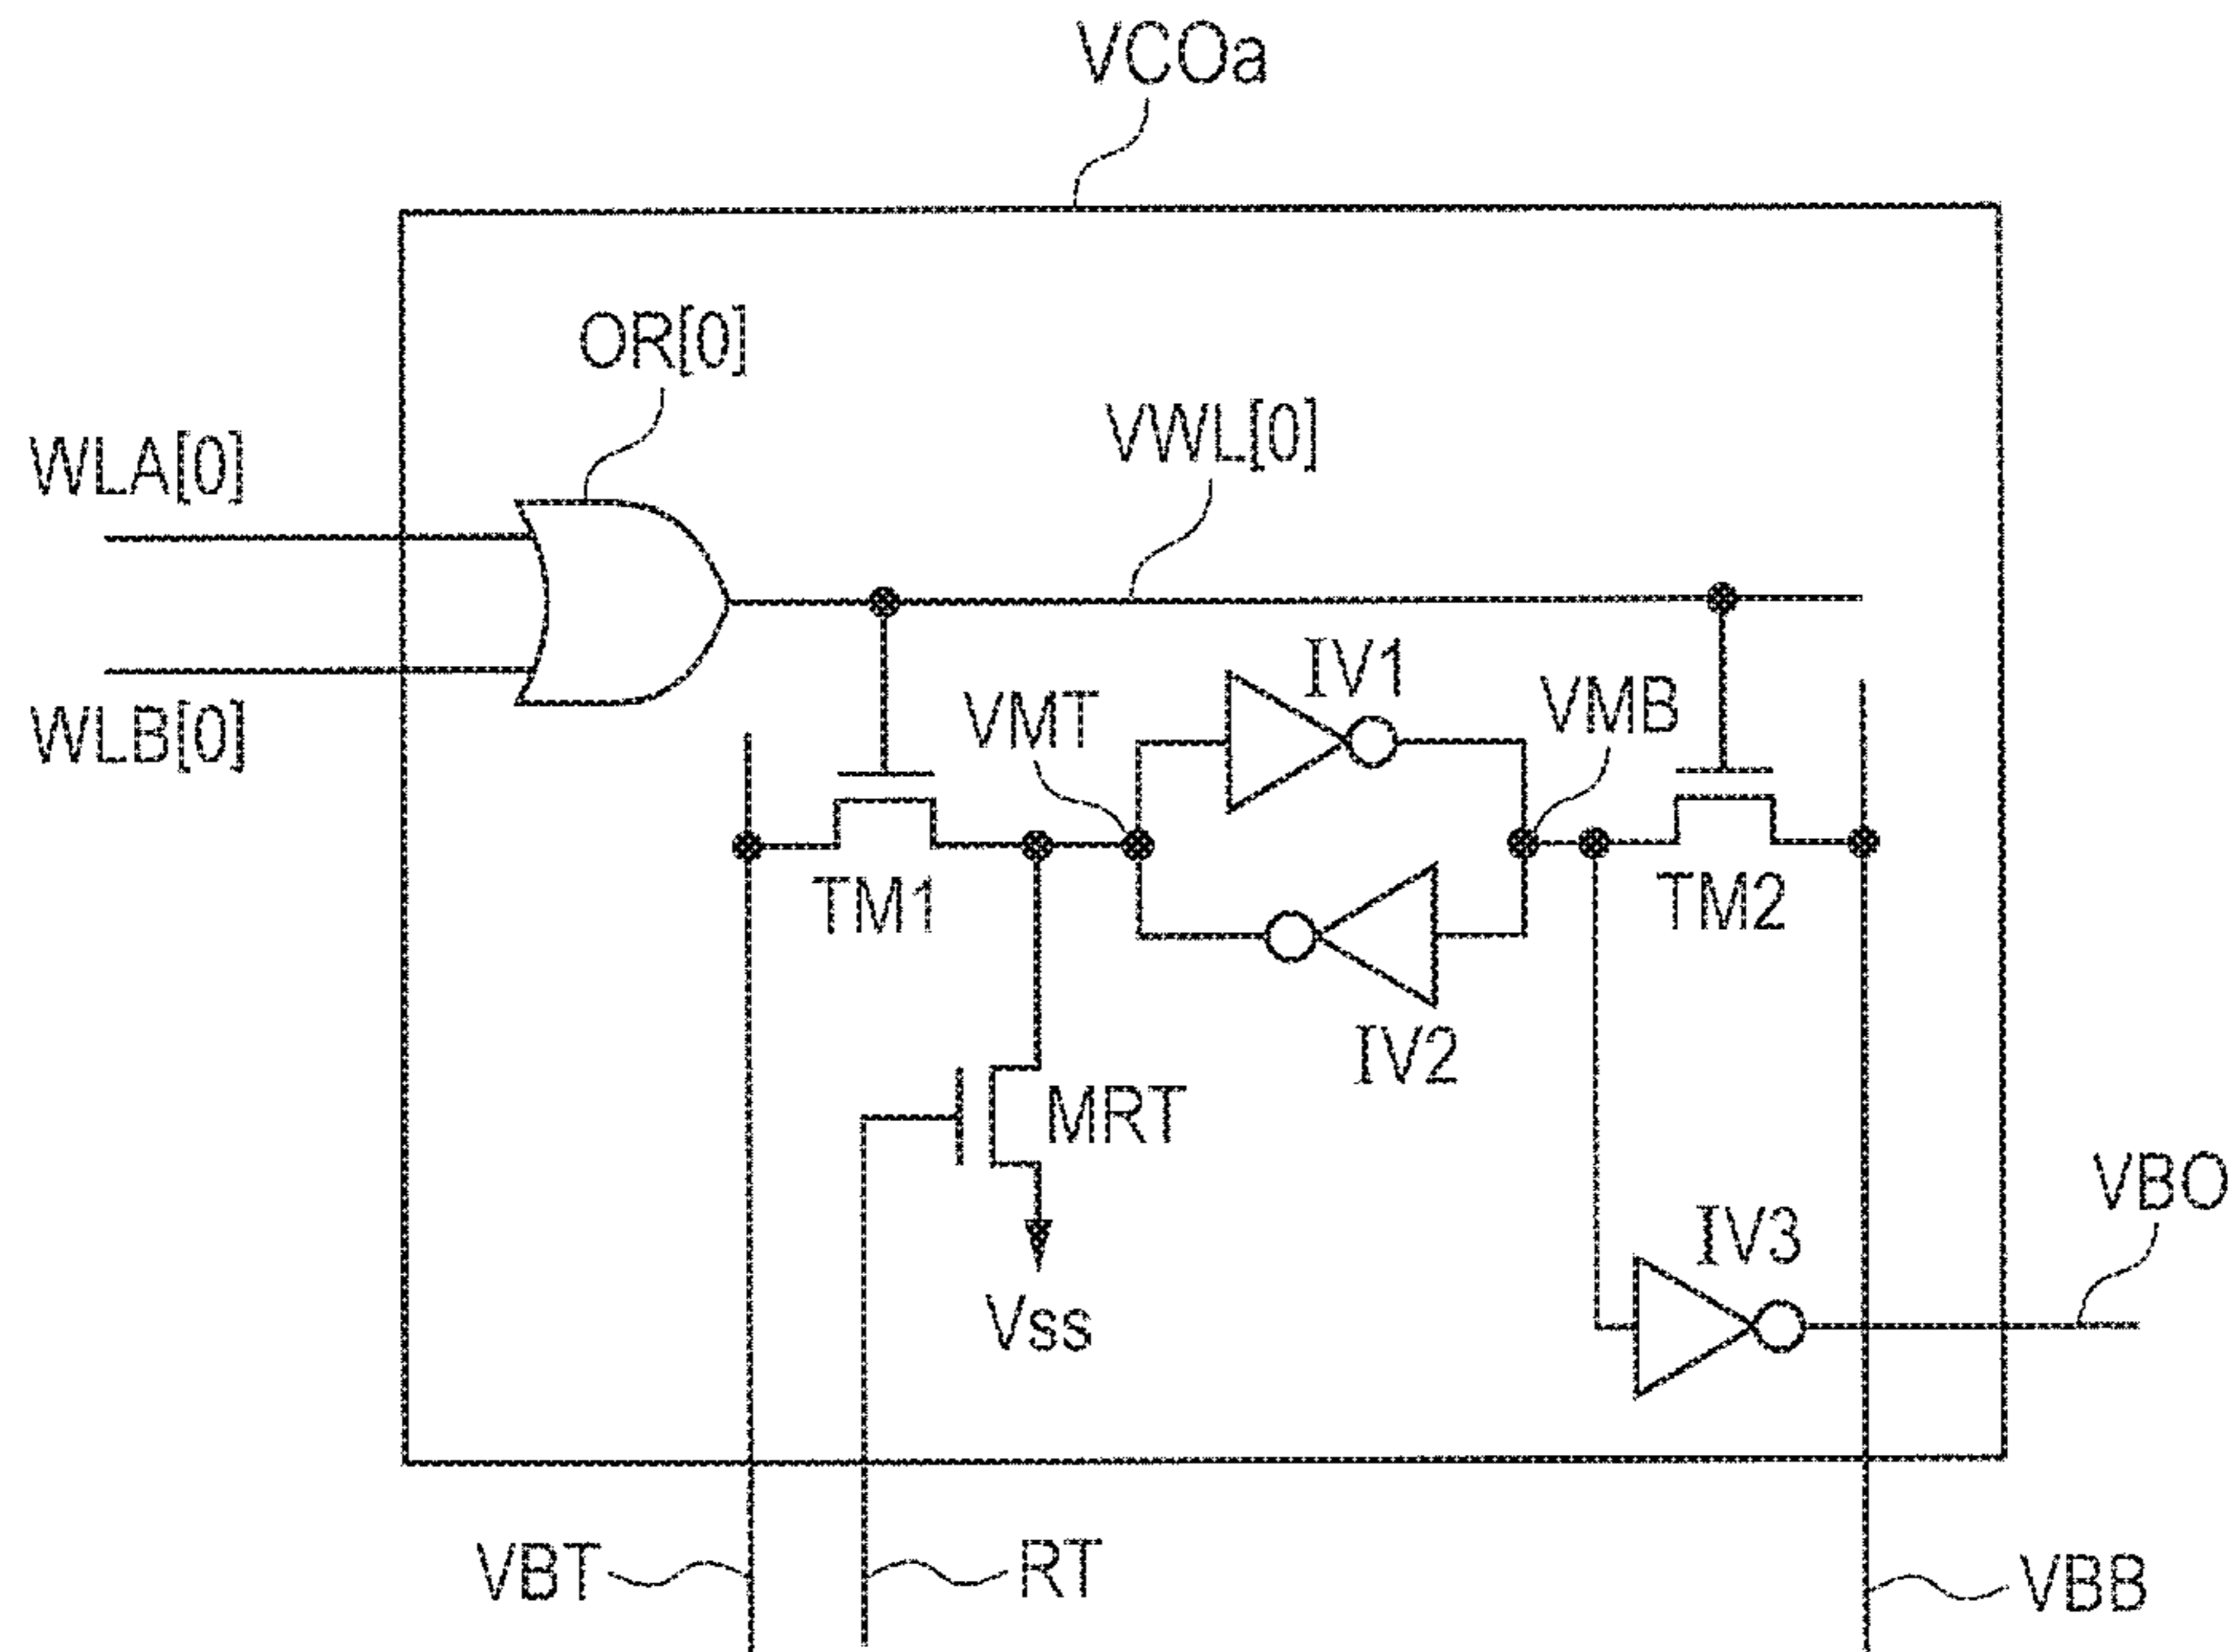 VCOa
OR[0]
WLA[0]
VWL[0]
WLB[0]
VMT
IV1
VMB
TM1
TM2
IV2
MRT
VBO
IV3
Vss
VBT
RT
VBB